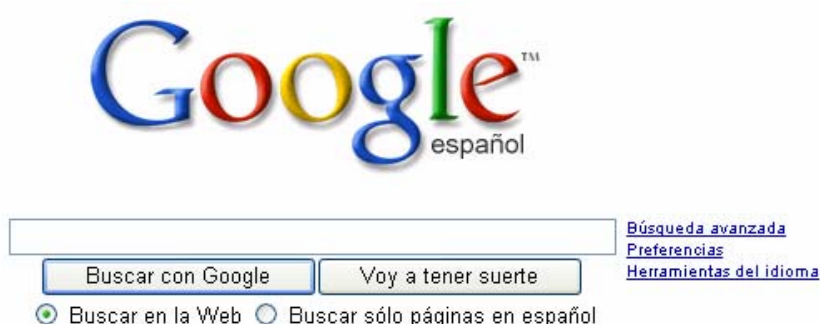 Google™
español
Búsqueda avanzada
Preferencias
Herramientas del idioma
Buscar con Google Voy a tener suerte
Buscar en la Web Buscar sólo páginas en español